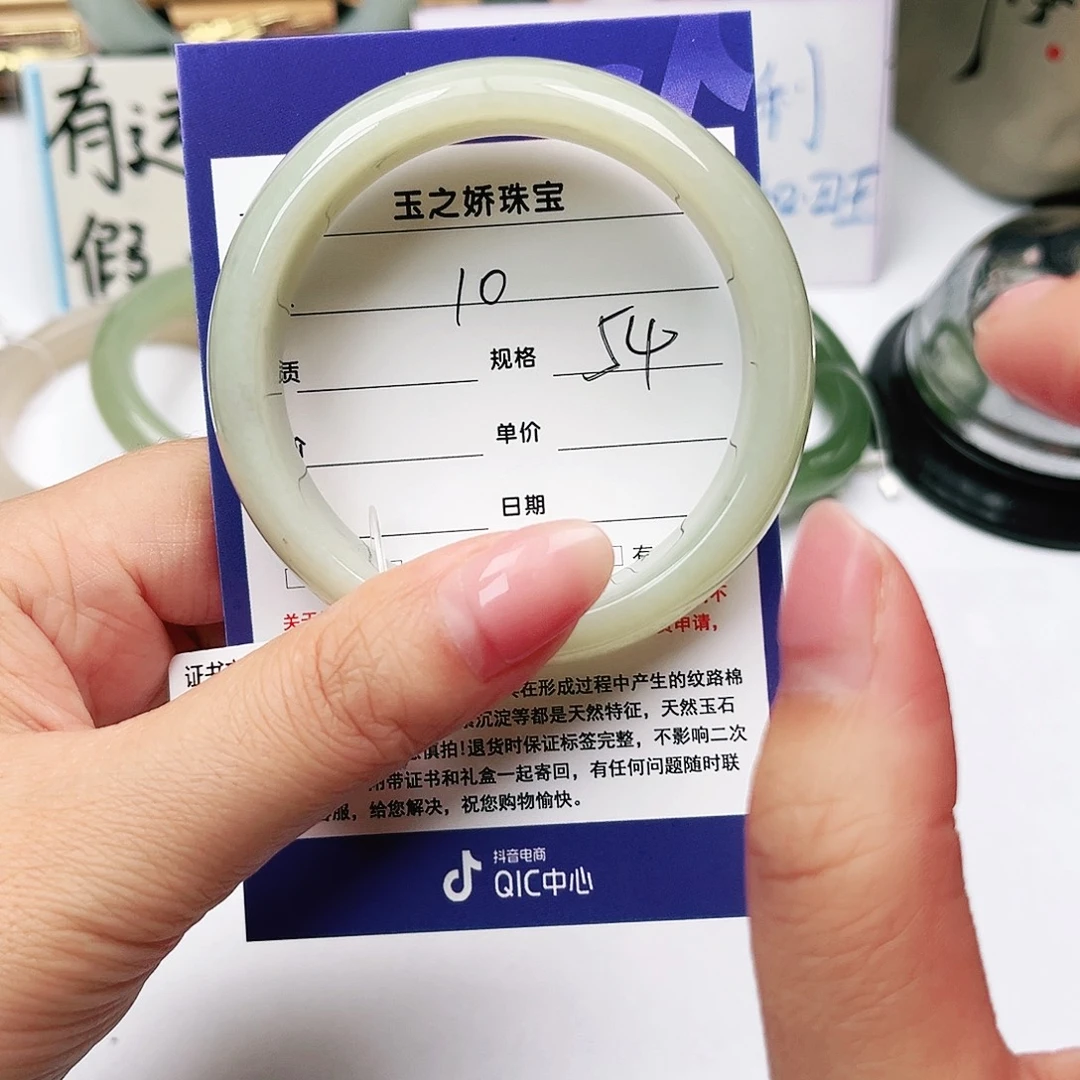 有运
假
利
玉之娇珠宝
10
质
规格 54
单价
日期
有
关于
不
申请,
证书
在形成过程中产生的纹路棉
沉淀等都是天然特征，天然玉石
慎拍!退货时保证标签完整，不影响二次
带证书和礼盒一起寄回，有任何问题随时联
服，给您解决，祝您购物愉快。
抖音电商
QIC中心